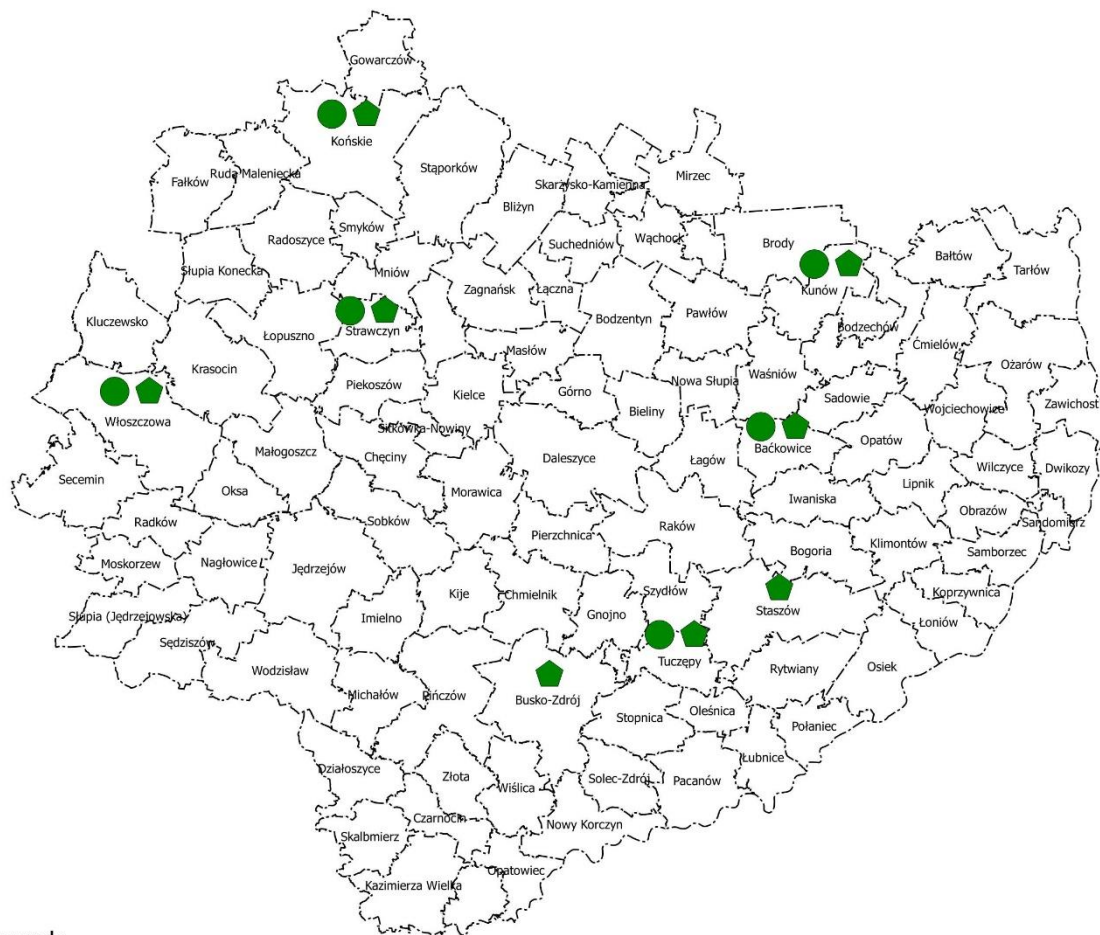 Gowarczów
Końskie
Stąporków
Ruda Maleniecka
Fałków
Skarżysko-Kamienna
Mirzec
Bliżyn
Smyków
Radoszyce
Suchedniów
Wąchock
Brody
Bałtów
Tarłów
Słupia Konecka
Mniów
Zagnańsk
Łączna
Kunów
Bodzentyn
Pawłów
Kluczewsko
Łopuszno
Strawczyn
Bodzechów
Ćmielów
Masłów
Ożarów
Krasocin
Piekoszów
Kielce
Górno
Nowa Słupia
Waśniów
Sadowie
Wojciechowize
Zawichost
Włoszczowa
Bieliny
Sitkówka-Nowiny
Małogoszcz
Chęciny
Daleszyce
Łagów
Baćkowice
Opatów
Secemin
Oksa
Morawica
Iwaniska
Lipnik
Wilczyce
Dwikozy
Radków
Sobków
Pierzchnica
Raków
Obrazów
Sandomierz
Moskorzew
Nagłowice
Jędrzejów
Bogoria
Klimontów
Samborzec
Kije
Chmielnik
Szydłów
Koprzywnica
Słupia (Jędrzejowska)
Imielno
Gnojno
Staszów
Łoniów
Sędziszów
Wodzisław
Tuczępy
Rytwiany
Osiek
Michałów
Pińczów
Busko-Zdrój
Stopnica
Oleśnica
Połaniec
Działoszyce
Złota
Wiślica
Solec-Zdrój
Pacanów
Łubnice
Czarnocin
Skalbmierz
Nowy Korczyn
Opatowiec
Kazimierza Wielka